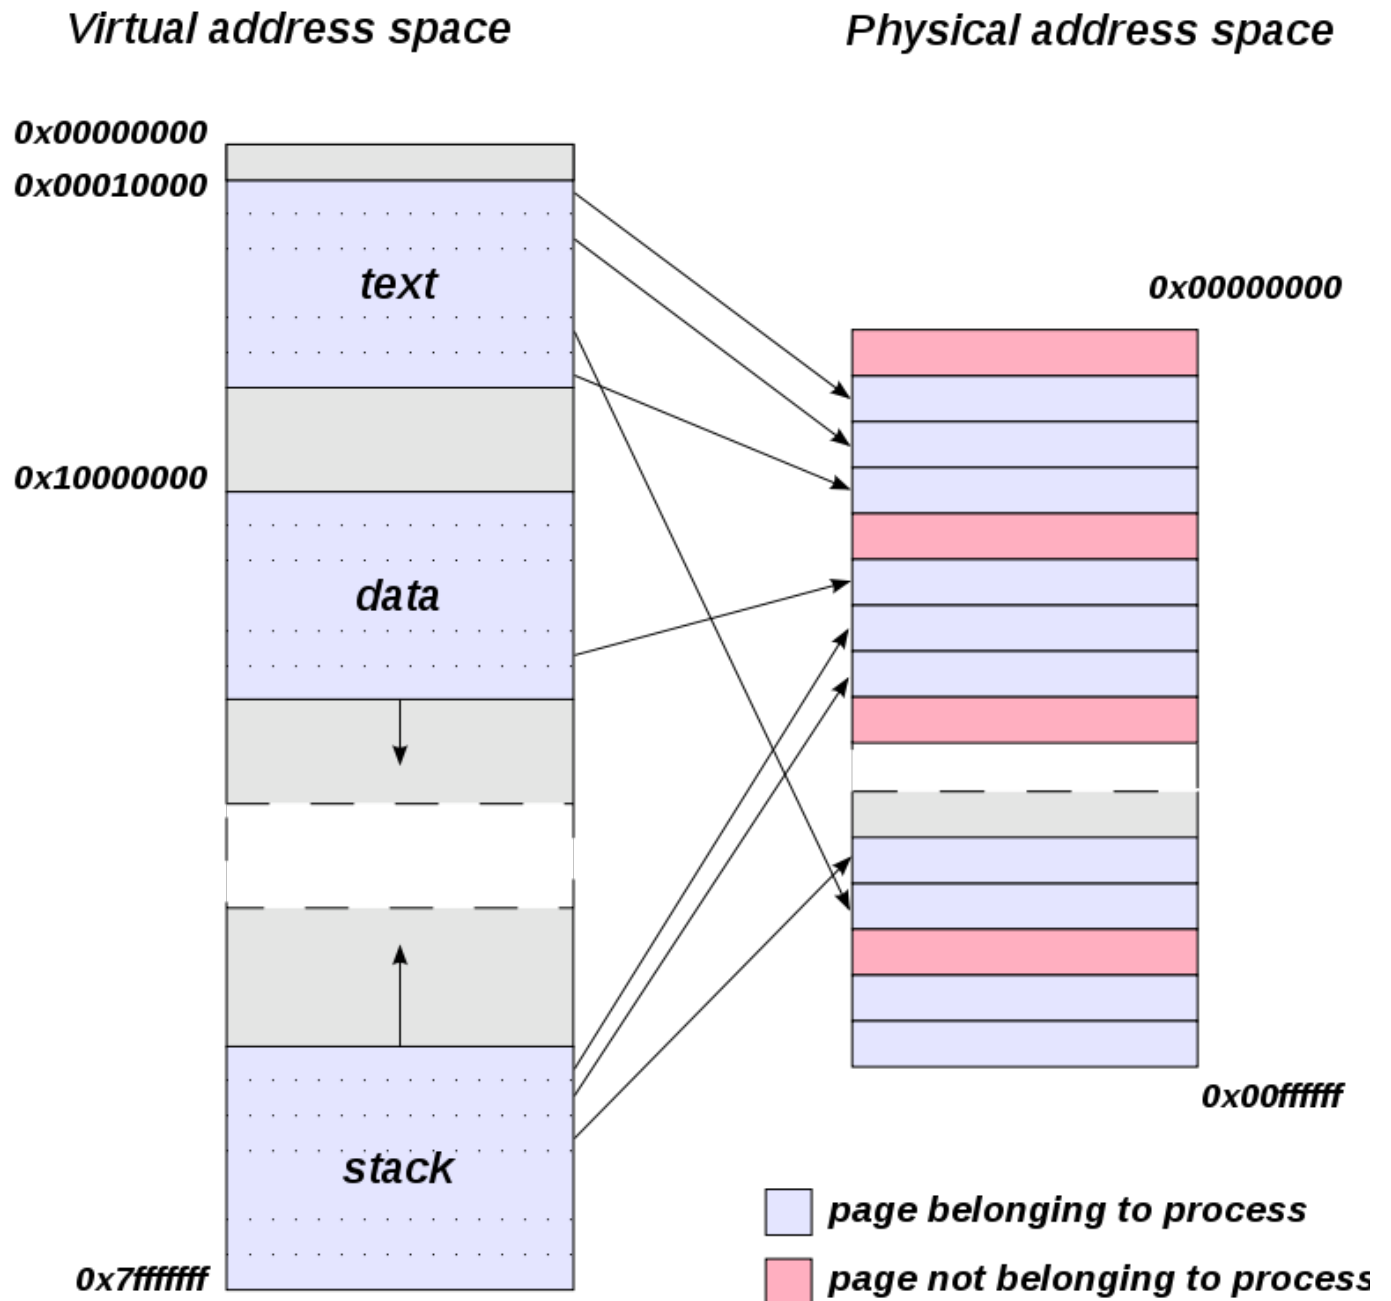 Virtual address space
Physical address space
0x00000000
0x00010000
text
0x00000000
0x10000000
data
0x00ffffff
stack
page belonging to process
0x7fffffff
page not belonging to process